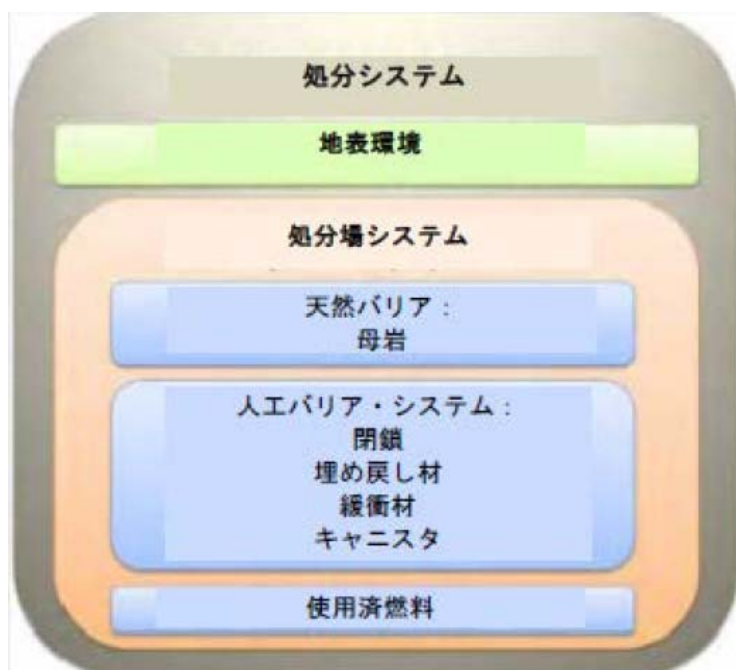 処分システム
地表環境
処分場システム
天然バリア：
母岩
人工バリア・システム：
閉鎖
埋め戻し材
緩衝材
キャニスタ
使用済燃料